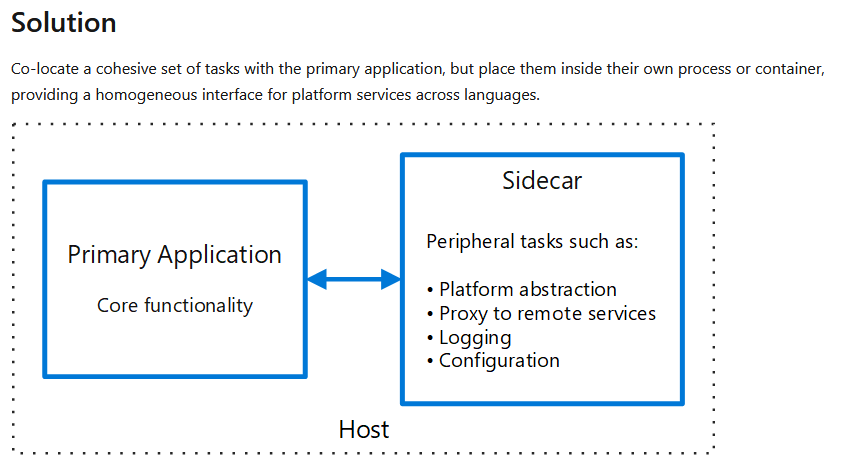 Solution
Co-locate a cohesive set of tasks with the primary application, but place them inside their own process or container,
providing a homogeneous interface for platform services across languages.
Primary Application
Core functionality
Sidecar
Peripheral tasks such as:
• Platform abstraction
• Proxy to remote services
• Logging
• Configuration
Host